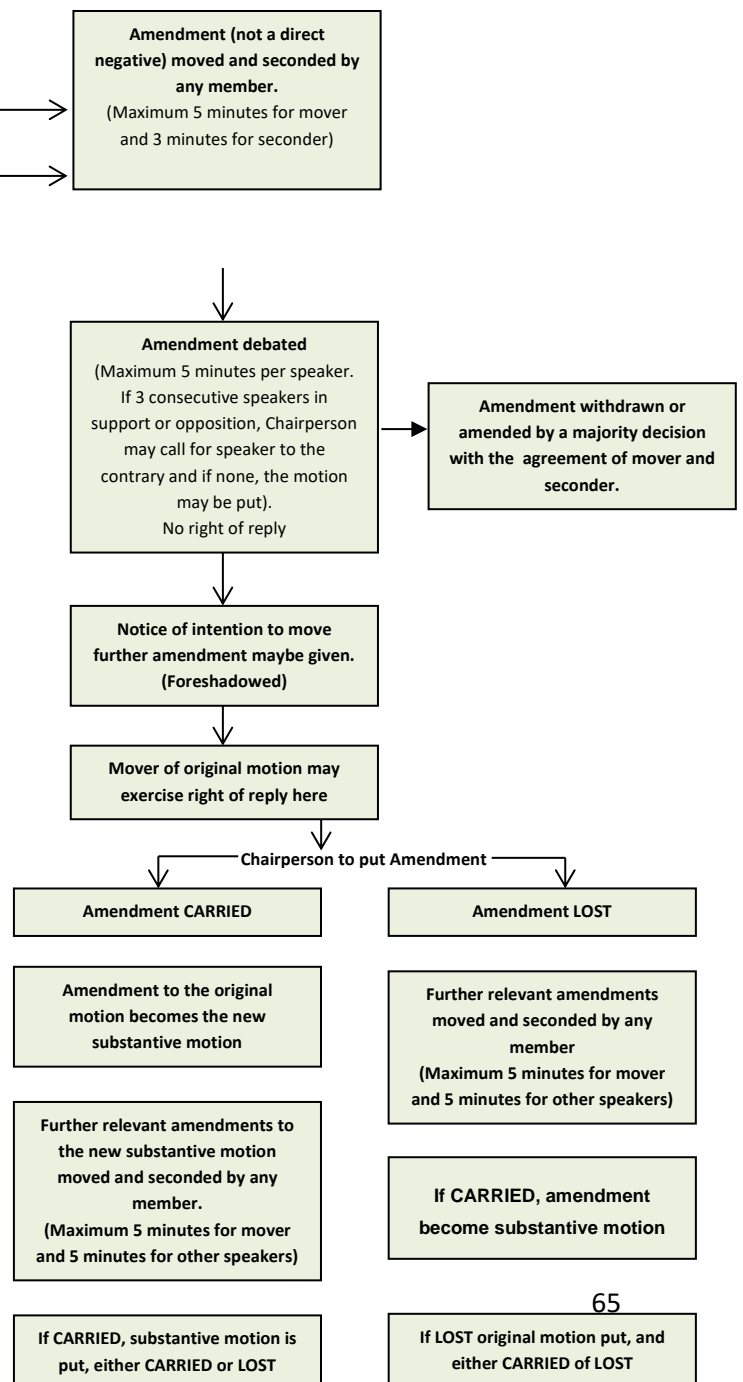 Amendment (not a direct
negative) moved and seconded by
any member.
(Maximum 5 minutes for mover
and 3 minutes for seconder)
Amendment debated
(Maximum 5 minutes per speaker.
If 3 consecutive speakers in
support or opposition, Chairperson
may call for speaker to the
contrary and if none, the motion
may be put).
No right of reply
Amendment withdrawn or
amended by a majority decision
with the agreement of mover and
seconder.
Notice of intention to move
further amendment maybe given.
(Foreshadowed)
Mover of original motion may
exercise right of reply here
Chairperson to put Amendment
Amendment CARRIED
Amendment to the original
motion becomes the new
substantive motion
Further relevant amendments to
the new substantive motion
moved and seconded by any
member.
(Maximum 5 minutes for mover
and 5 minutes for other speakers)
If CARRIED, substantive motion is
put, either CARRIED or LOST
Amendment LOST
Further relevant amendments
moved and seconded by any
member
(Maximum 5 minutes for mover
and 5 minutes for other speakers)
If CARRIED, amendment
become substantive motion
65
If LOST original motion put, and
either CARRIED of LOST